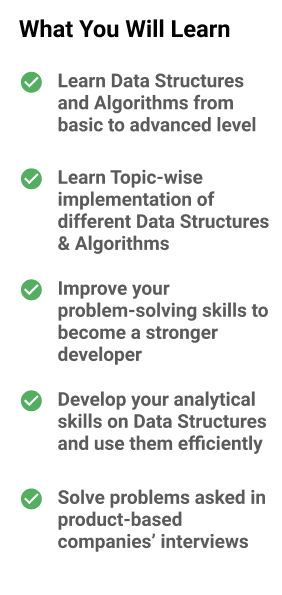 What You Will Learn
Learn Data Structures
and Algorithms from
basic to advanced level
Learn Topic-wise
implementation of
different Data Structures
& Algorithms
Improve your
problem-solving skills to
become a stronger
developer
Develop your analytical
skills on Data Structures
and use them efficiently
Solve problems asked in
product-based
companies’ interviews